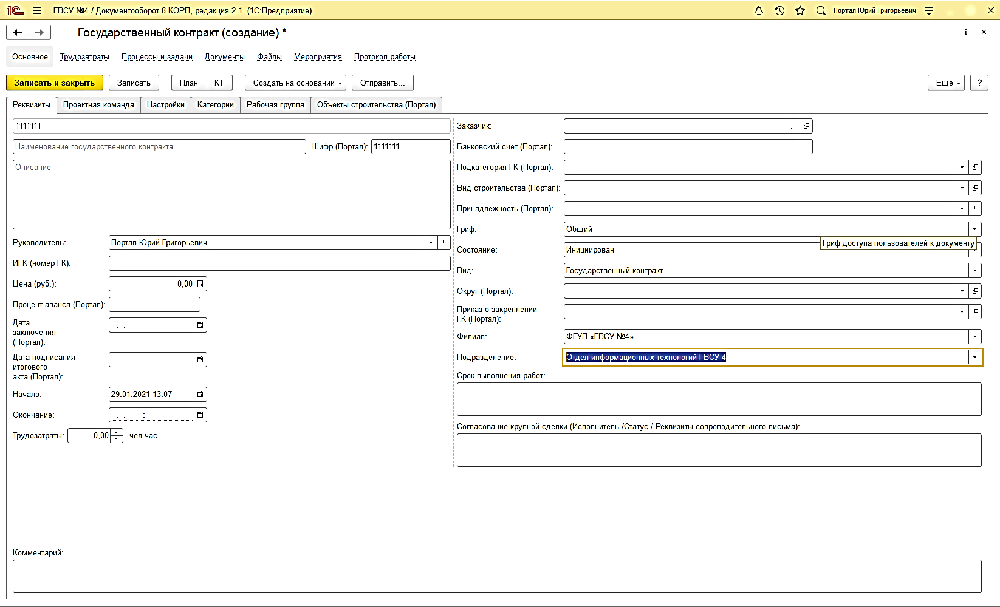 1С ГВСУ №4 / Документооборот 8 КОРП, редакция 2.1 (1С:Предприятие) Портал Юрий Григорьевич
Государственный контракт (создание) *
Основное Трудозатраты Процессы и задачи Документы Файлы Мероприятия Протокол работы
Записать и закрыть Записать План КТ Создать на основании Отправить... Еще ?
Реквизиты Проектная команда Настройки Категории Рабочая группа Объекты строительства (Портал)
1111111
Наименование государственного контракта Шифр (Портал): 1111111
Описание
Руководитель: Портал Юрий Григорьевич
ИГК (номер ГК):
Цена (руб.): 0,00
Процент аванса (Портал):
Дата
заключения
(Портал):
Дата подписания
итогового
акта (Портал):
Начало: 29.01.2021 13:07
Окончание: . . :
Трудозатраты: 0,00 чел-час
Заказчик: ...
Банковский счет (Портал): ...
Подкатегория ГК (Портал):
Вид строительства (Портал):
Принадлежность (Портал):
Гриф: Общий
Гриф доступа пользователей к документу
Состояние: Инициирован
Вид: Государственный контракт
Округ (Портал):
Приказ о закреплении
ГК (Портал):
Филиал: ФГУП «ГВСУ №4»
Подразделение: Отдел информационных технологий ГВСУ-4
Срок выполнения работ:
Согласование крупной сделки (Исполнитель /Статус / Реквизиты сопроводительного письма):
Комментарий: